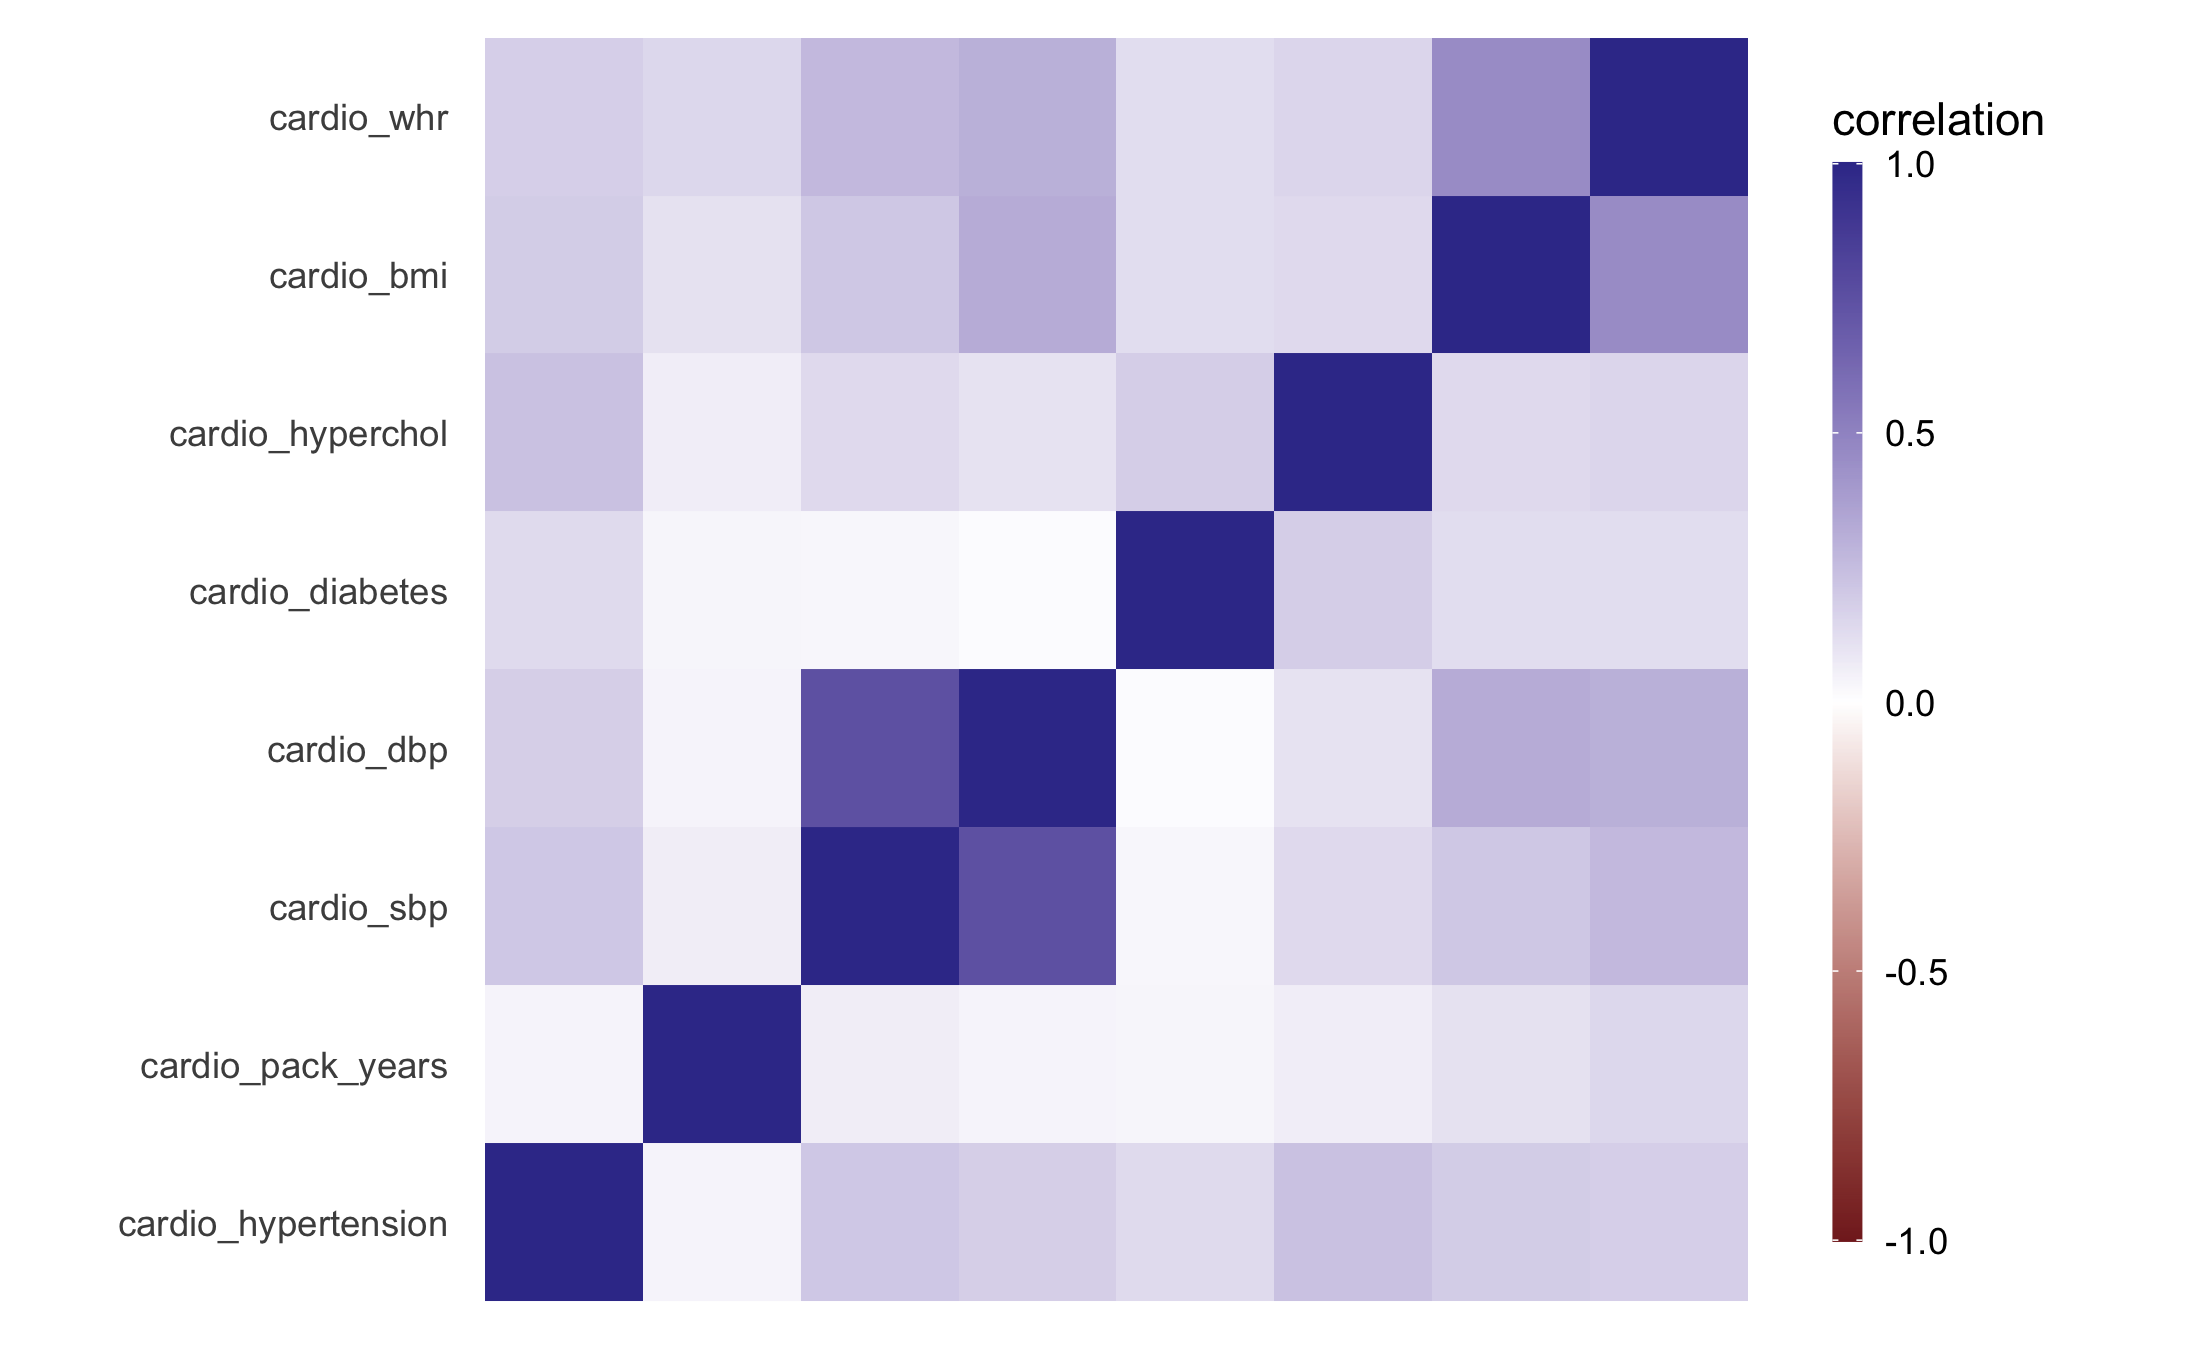 cardio_whr
cardio_bmi
cardio_hyperchol
cardio_diabetes
cardio_dbp
cardio_sbp
cardio_pack_years
cardio_hypertension
correlation
1.0
0.5
0.0
-0.5
-1.0